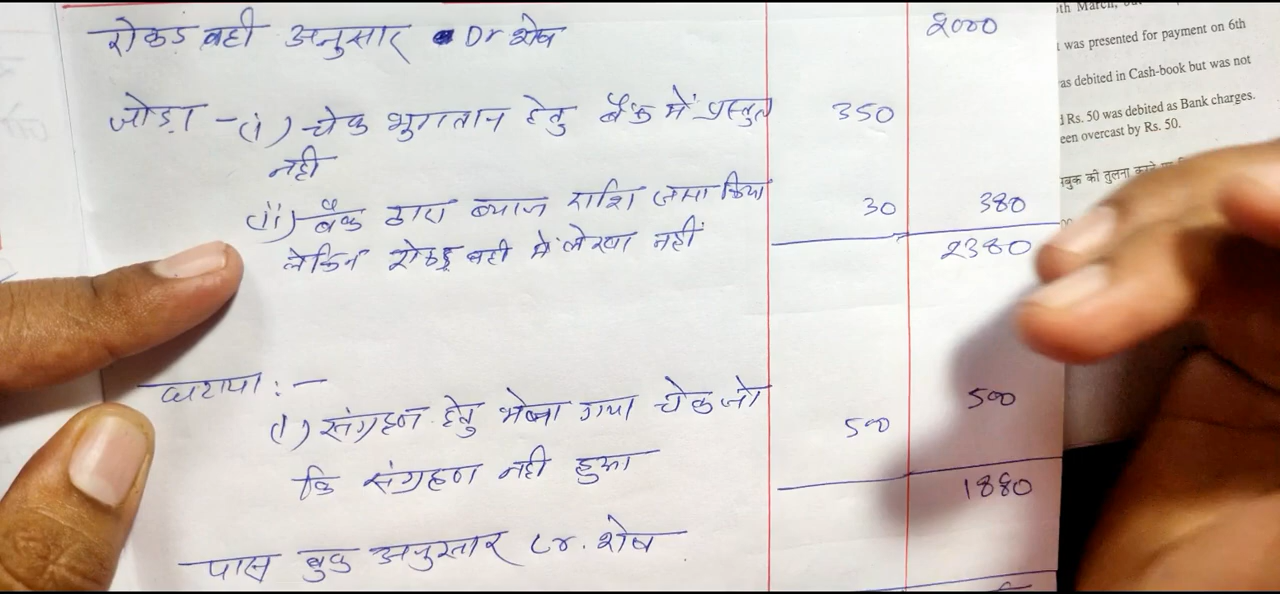 रोकड़ बही अनुसार Dr शेष 2000
जोड़ा - (i) चेक भुगतान हेतु बैंक में प्रस्तुत 350
नही
(ii) बैंक द्वारा ब्याज राशि जमा किया 30 380
लेकिन रोकड़ बही में लेखा नहीं 2380
घटाया : -
(i) संग्रहण हेतु भेजा गया चेक जो 500 500
कि संग्रहण नही हुआ 1880
पास बुक अनुसार Cr. शेष
th March,
was presented for payment on 6th
as debited in Cash-book but was not
Rs. 50 was debited as Bank charges.
een overcast by Rs. 50.
बुक की तुलना करने